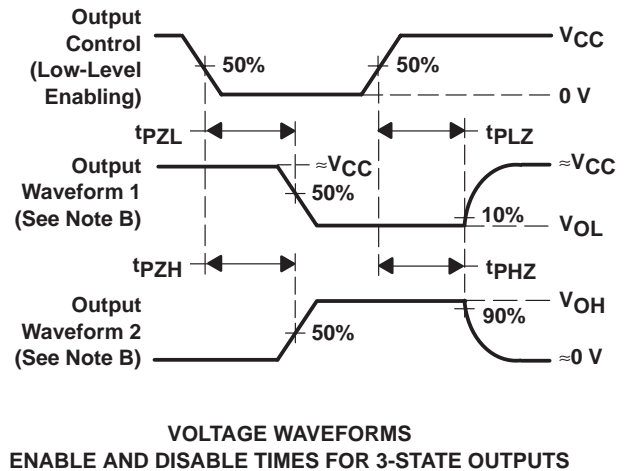 Output
Control
(Low-Level
Enabling)
50%
50%
VCC
0 V
tPZL
tPLZ
Output
Waveform 1
(See Note B)
≈VCC
50%
≈VCC
10%
VOL
tPZH
tPHZ
Output
Waveform 2
(See Note B)
50%
VOH
90%
≈0 V
VOLTAGE WAVEFORMS
ENABLE AND DISABLE TIMES FOR 3-STATE OUTPUTS